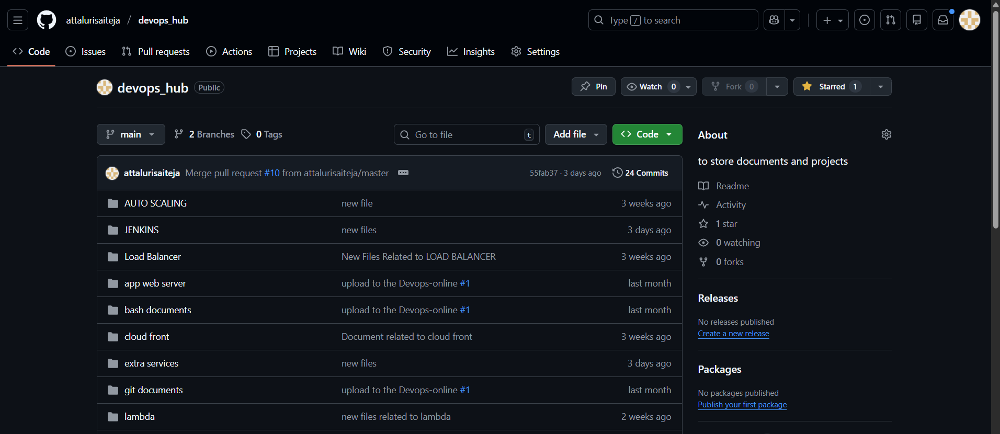 attalurisaiteja / devops_hub
Type / to search
Code Issues Pull requests Actions Projects Wiki Security Insights Settings
devops_hub Public
Pin Watch 0 Fork 0 Starred 1
main 2 Branches 0 Tags
Go to file t Add file Code
attalurisaiteja Merge pull request #10 from attalurisaiteja/master 55fab37 · 3 days ago 24 Commits
AUTO SCALING new file 3 weeks ago
JENKINS new files 3 days ago
Load Balancer New Files Related to LOAD BALANCER 3 weeks ago
app web server upload to the Devops-online #1 last month
bash documents upload to the Devops-online #1 last month
cloud front Document related to cloud front 3 weeks ago
extra services new files 3 days ago
git documents upload to the Devops-online #1 last month
lambda new files related to lambda 2 weeks ago
About
to store documents and projects
Readme
Activity
1 star
0 watching
0 forks
Releases
No releases published
Create a new release
Packages
No packages published
Publish your first package